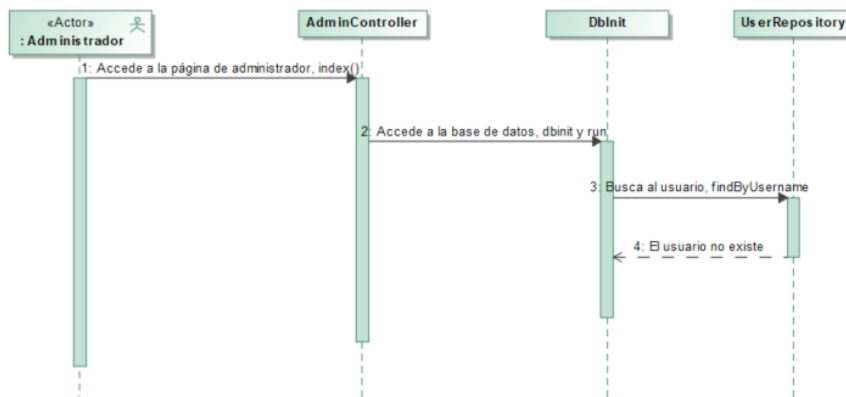 «Actor»
: Administrador
AdminController
DbInit
UserRepository
1: Accede a la página de administrador, index()
2: Accede a la base de datos, dbinit y run
3: Busca al usuario, findByUsername
4: El usuario no existe